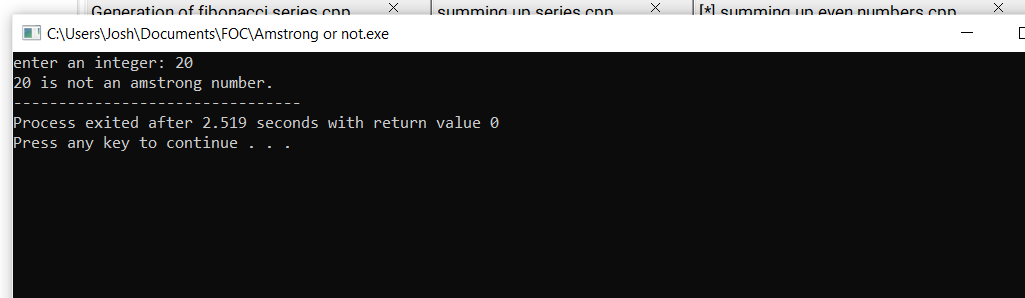 Generation of fibonacci series.cpp
summing up series.cpp
[*] summing up even numbers.cpp
C:\Users\Josh\Documents\FOC\Amstrong or not.exe
enter an integer: 20
20 is not an amstrong number.
--------------------------------
Process exited after 2.519 seconds with return value 0
Press any key to continue . . .